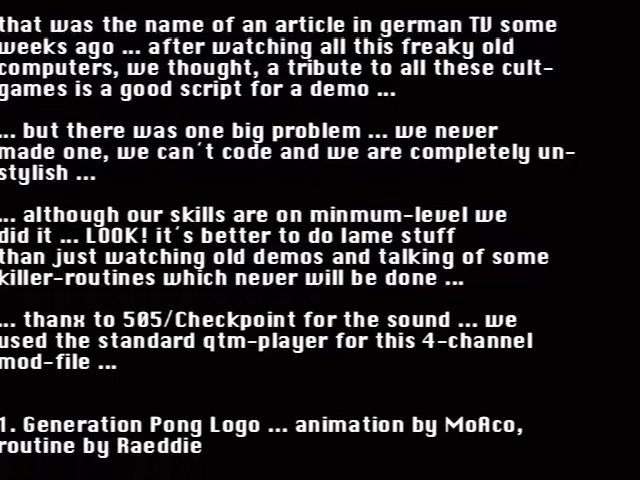 that was the name of an article in german TV some
weeks ago ... after watching all this freaky old
computers, we thought, a tribute to all these cult-
games is a good script for a demo ...
... but there was one big problem ... we never
made one, we can't code and we are completely un-
stylish ...
... although our skills are on minmum-level we
did it ... LOOK! it's better to do lame stuff
than just watching old demos and talking of some
killer-routines which never will be done ...
... thanx to 505/Checkpoint for the sound ... we
used the standard qtm-player for this 4-channel
mod-file ...
1. Generation Pong Logo ... animation by MoAco,
routine by Raeddie